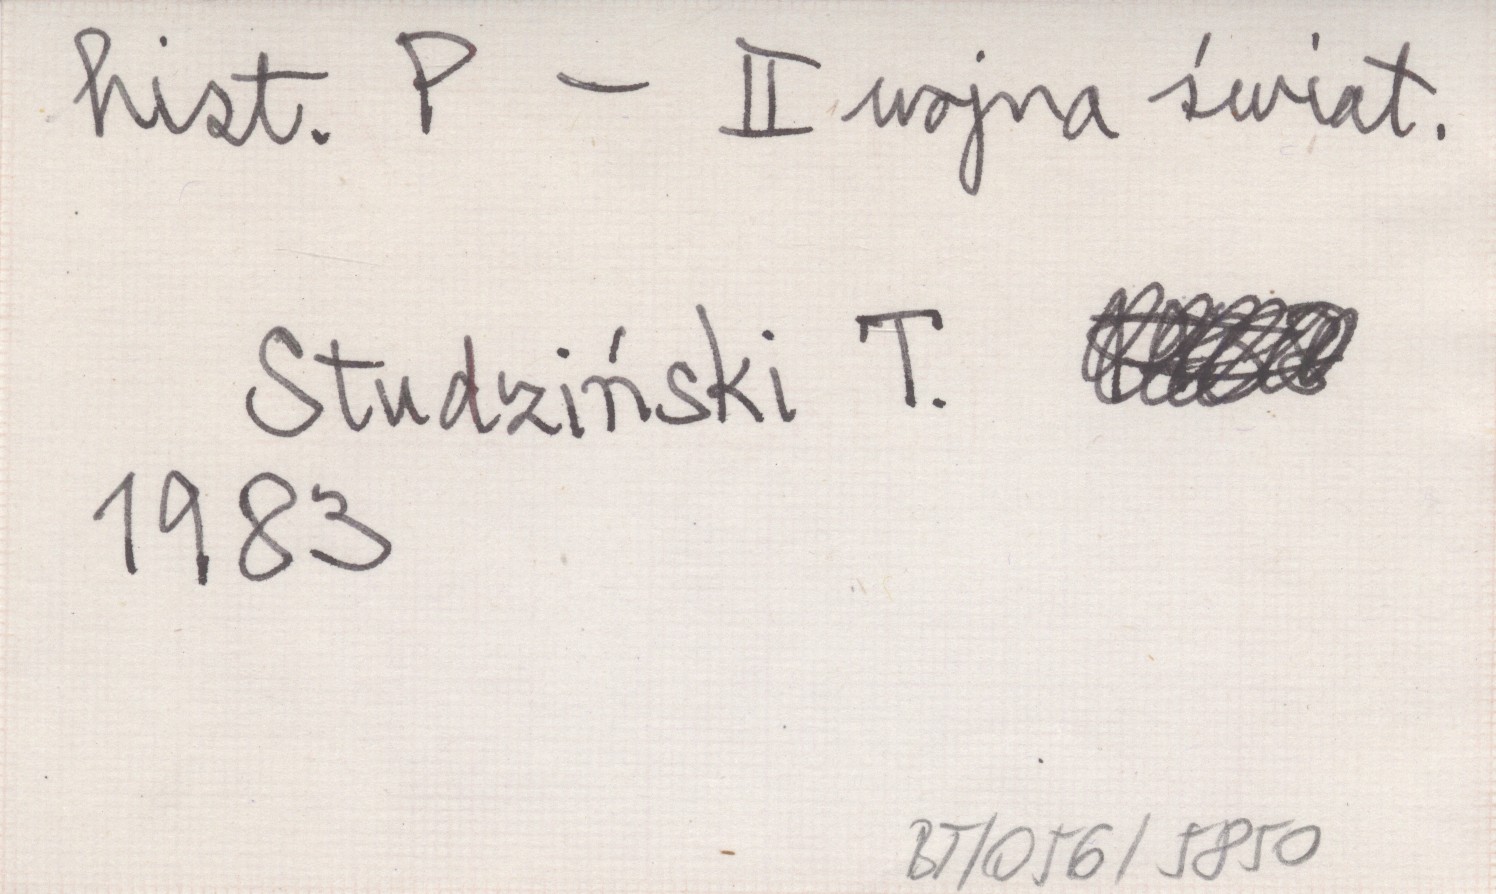 hist. P - II wojna świat.
Studziński T.
1983
BT/056/5850